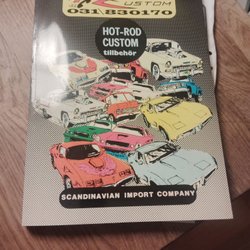 CUSTOM
031\830170
HOT-ROD
CUSTOM
tillbehör
SCANDINAVIAN IMPORT COMPANY